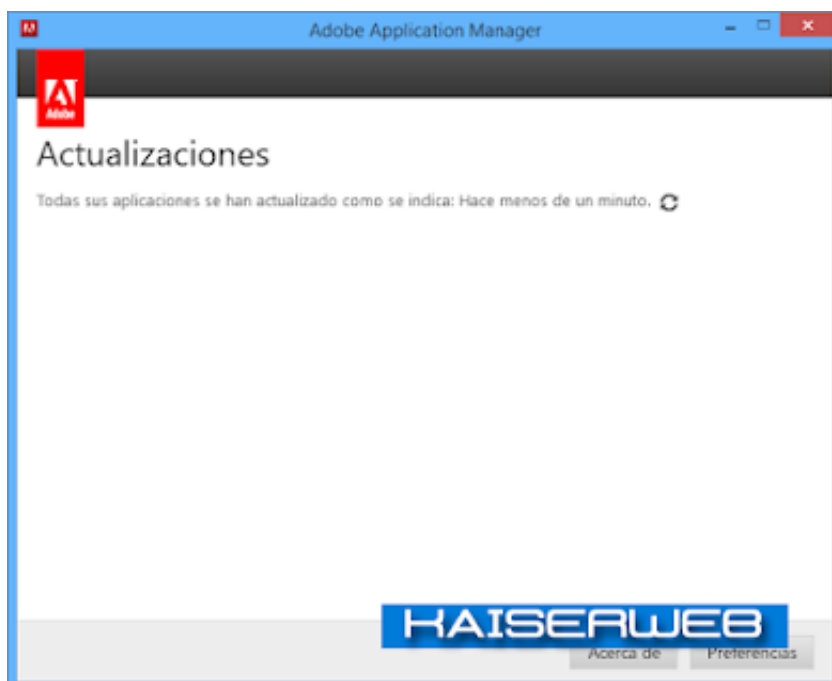 Adobe Application Manager
Adobe
Actualizaciones
Todas sus aplicaciones se han actualizado como se indica: Hace menos de un minuto.
KAISERWEB
Acerca de
Preferencias